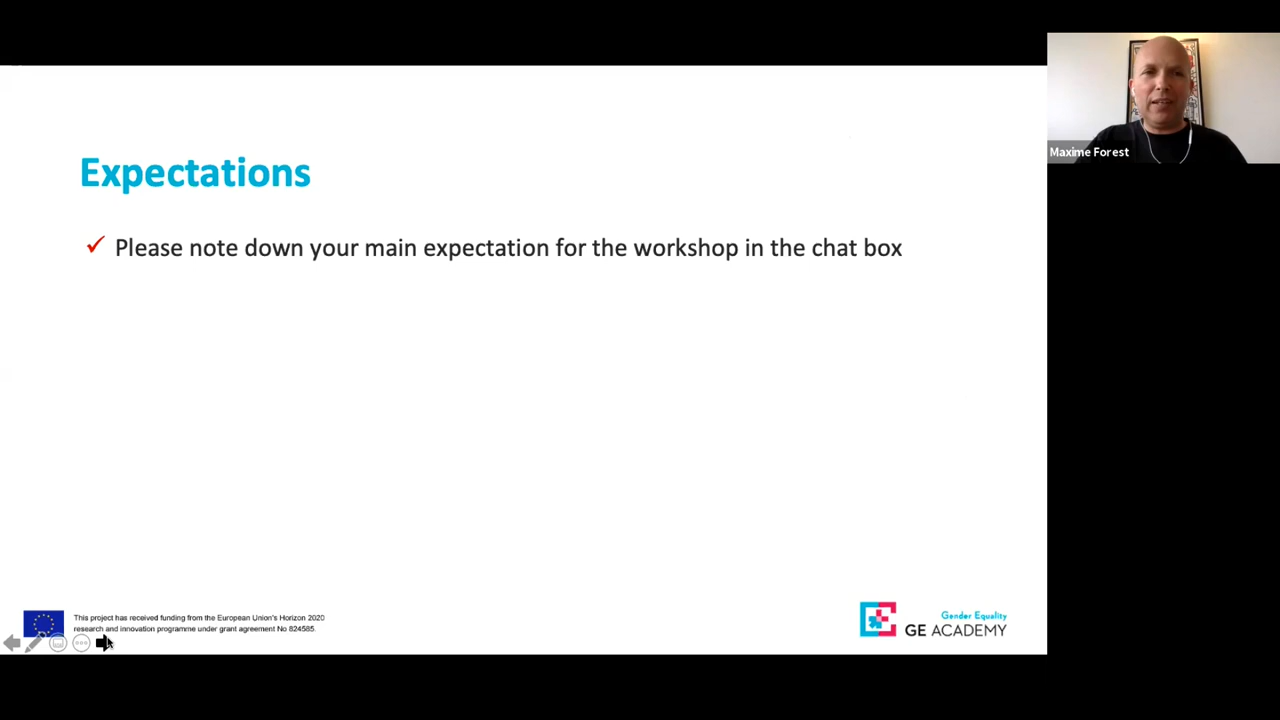 Expectations
✓ Please note down your main expectation for the workshop in the chat box
Maxime Forest
This project has received funding from the European Union's Horizon 2020
research and innovation programme under grant agreement No 824585.
Gender Equality
GE ACADEMY